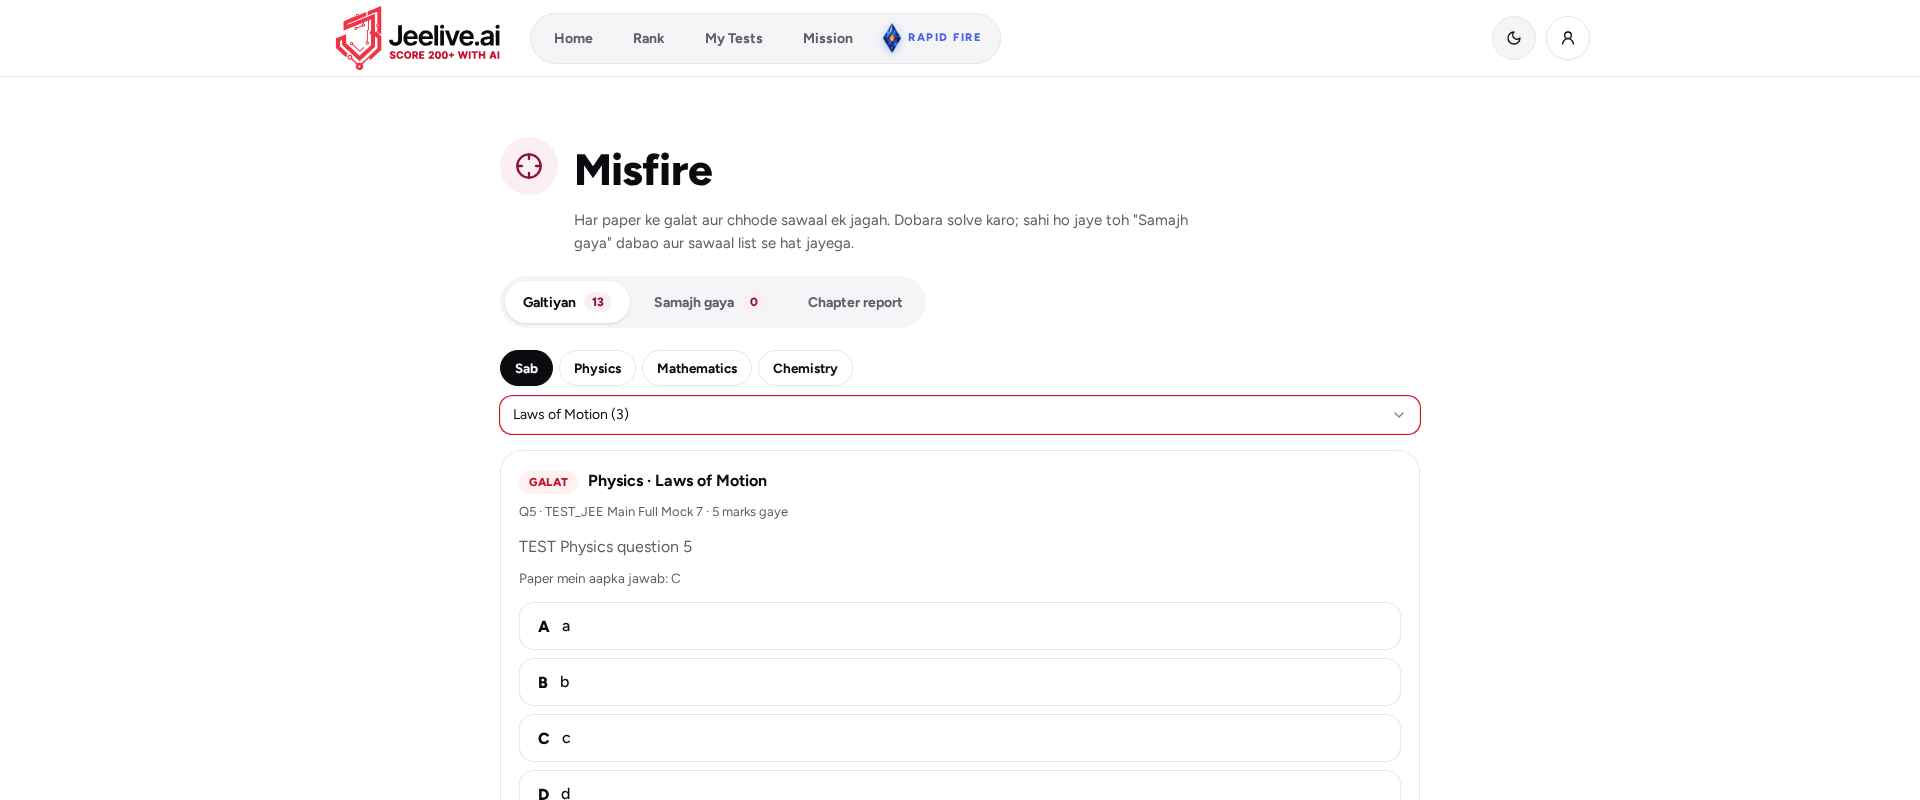 Jeelive.ai
SCORE 200+ WITH AI
Home
Rank
My Tests
Mission
RAPID FIRE
Misfire
Har paper ke galat aur chhode sawaal ek jagah. Dobara solve karo; sahi ho jaye toh "Samajh
gaya" dabao aur sawaal list se hat jayega.
Galtiyan 13
Samajh gaya 0
Chapter report
Sab
Physics
Mathematics
Chemistry
Laws of Motion (3)
GALAT Physics · Laws of Motion
Q5 · TEST_JEE Main Full Mock 7 · 5 marks gaye
TEST Physics question 5
Paper mein aapka jawab: C
A a
B b
C c
D d